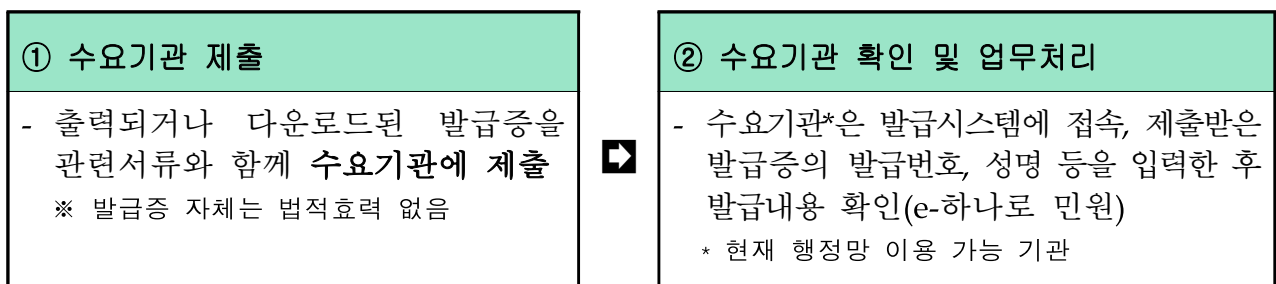 ① 수요기관 제출
- 출력되거나 다운로드된 발급증을
관련서류와 함께 수요기관에 제출
※ 발급증 자체는 법적효력 없음
② 수요기관 확인 및 업무처리
- 수요기관*은 발급시스템에 접속, 제출받은
발급증의 발급번호, 성명 등을 입력한 후
발급내용 확인(e-하나로 민원)
* 현재 행정망 이용 가능 기관